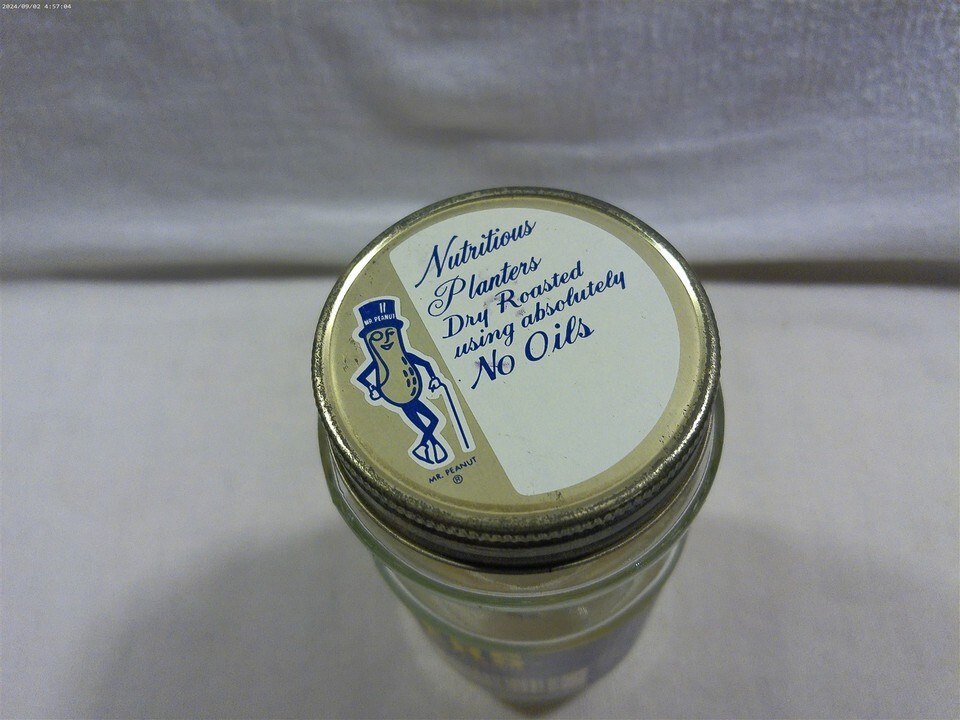 2024/09/02 4:57:04
Nutritious
Planters
Dry Roasted
using absolutely
No Oils
MR. PEANUT
MR. PEANUT
®